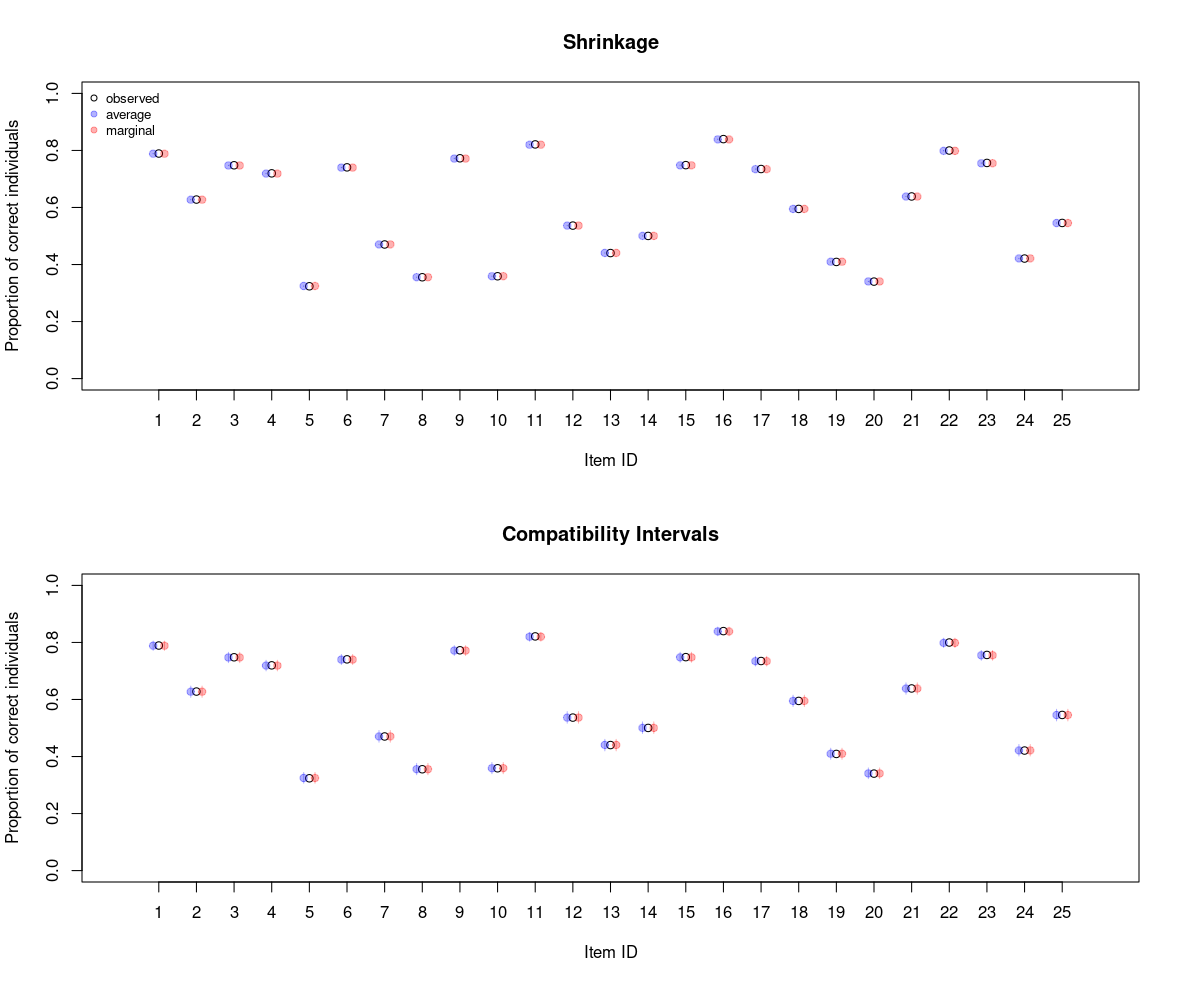 Shrinkage
Proportion of correct individuals
1.0
0.8
0.6
0.4
0.2
0.0
observed
average
marginal
1 2 3 4 5 6 7 8 9 10 11 12 13 14 15 16 17 18 19 20 21 22 23 24 25
Item ID
Compatibility Intervals
Proportion of correct individuals
1.0
0.8
0.6
0.4
0.2
0.0
1 2 3 4 5 6 7 8 9 10 11 12 13 14 15 16 17 18 19 20 21 22 23 24 25
Item ID